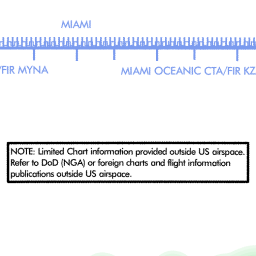 MIAMI
/FIR MYNA
MIAMI OCEANIC CTA/FIR KZ
NOTE: Limited Chart information provided outside US airspace.
Refer to DoD (NGA) or foreign charts and flight information
publications outside US airspace.